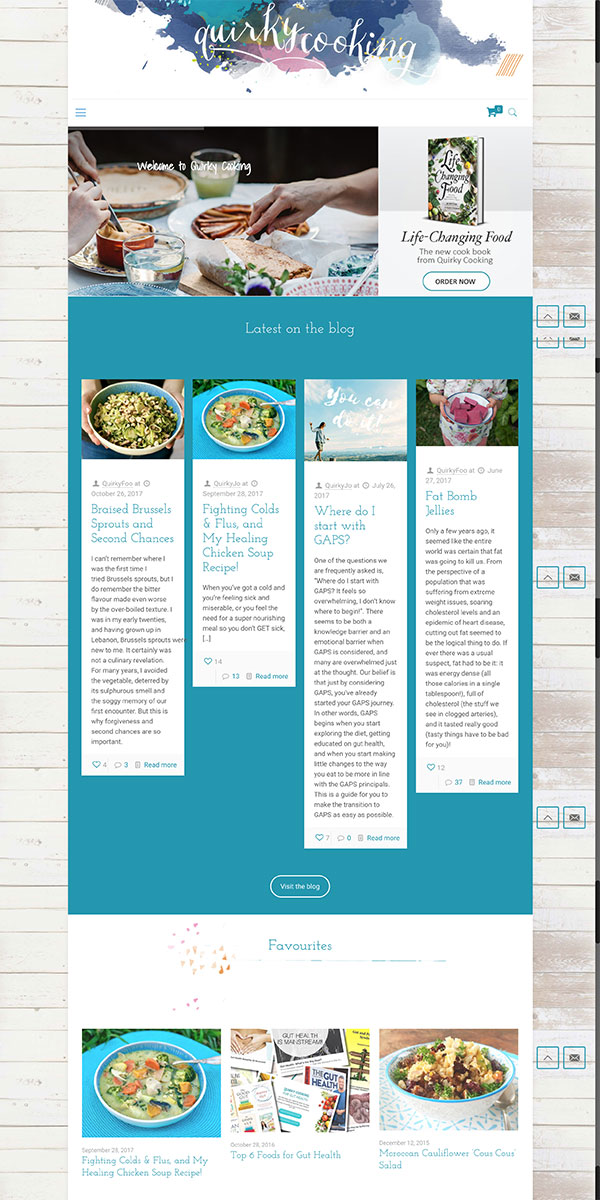 quirky cooking
0
Welcome to Quirky Cooking
Life
Changing
Food
Life-Changing Food
The new cook book
from Quirky Cooking
ORDER NOW
Latest on the blog
QuirkyFoo at
October 26, 2017
Braised Brussels
Sprouts and
Second Chances
I can't remember where I
was the first time I
tried Brussels sprouts, but I
do remember the bitter
flavour made even worse
by the over-boiled texture. I
was in my early twenties,
and having grown up in
Lebanon, Brussels sprouts were
new to me. It certainly was
not a culinary revelation.
For many years, I avoided
the vegetable, deterred by
its sulphurous smell and
the soggy memory of our
first encounter. But this is
why forgiveness and
second chances are so
important.
4
3 Read more
QuirkyJo at
September 28, 2017
Fighting Colds
& Flus, and
My Healing
Chicken Soup
Recipe!
When you've got a cold and
you're feeling sick and
miserable, or you feel the
need for a super nourishing
meal so you don't GET sick,
[...]
14
13 Read more
You can
do it!
QuirkyJo at July 26,
2017
Where do I
start with
GAPS?
One of the questions we
are frequently asked is,
"Where do I start with
GAPS? It feels so
overwhelming, I don't know
where to begin!". There
seems to be both a
knowledge barrier and an
emotional barrier when
GAPS is considered, and
many are overwhelmed just
at the thought. Our belief is
that just by considering
GAPS, you've already
started your GAPS journey.
In other words, GAPS
begins when you start
exploring the diet, getting
educated on gut health,
and when you start making
little changes to the way
you eat to be more in line
with the GAPS principals.
This is a guide for you to
make the transition to
GAPS as easy as possible.
7
0 Read more
QuirkyFoo at June
27, 2017
Fat Bomb
Jellies
Only a few years ago, it
seemed like the entire
world was certain that fat
was going to kill us. From
the perspective of a
population that was
suffering from extreme
weight issues, soaring
cholesterol levels and an
epidemic of heart disease,
cutting out fat seemed to
be the logical thing to do. If
ever there was a usual
suspect, fat had to be it: it
was energy dense (all
those calories in a single
tablespoon!), full of
cholesterol (the stuff we
see in clogged arteries),
and it tasted really good
(tasty things have to be bad
for you)!
12
37 Read more
Visit the blog
Favourites
September 28, 2017
Fighting Colds & Flus, and My
Healing Chicken Soup Recipe!
GUT HEALTH
IS MAINSTREAM!
THE GUT
HEALTH
October 28, 2016
Top 6 Foods for Gut Health
December 12, 2015
Moroccan Cauliflower 'Cous Cous'
Salad